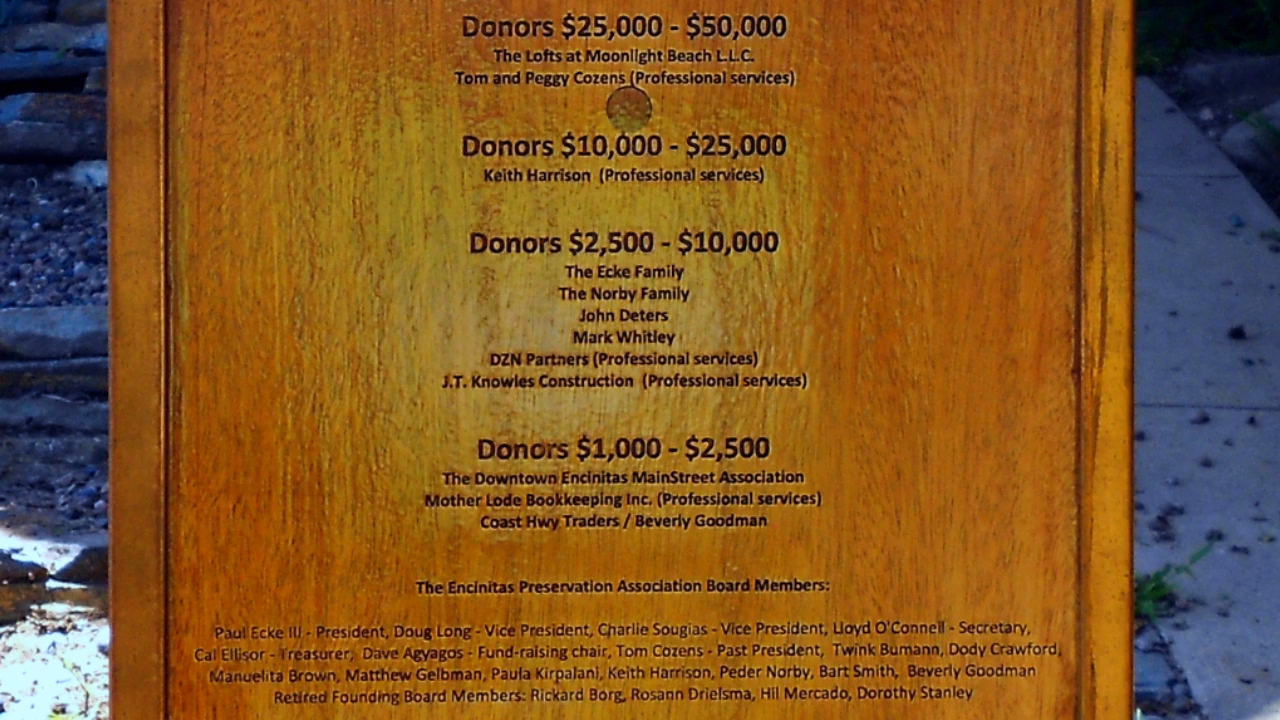 Donors $25,000 - $50,000
The Lofts at Moonlight Beach L.L.C.
Tom and Peggy Cozens (Professional services)
Donors $10,000 - $25,000
Keith Harrison (Professional services)
Donors $2,500 - $10,000
The Ecke Family
The Norby Family
John Deters
Mark Whitley
DZN Partners (Professional services)
J.T. Knowles Construction (Professional services)
Donors $1,000 - $2,500
The Downtown Encinitas MainStreet Association
Mother Lode Bookkeeping Inc. (Professional services)
Coast Hwy Traders / Beverly Goodman
The Encinitas Preservation Association Board Members:
Paul Ecke III - President, Doug Long - Vice President, Charlie Sougias - Vice President, Lloyd O'Connell - Secretary,
Cal Ellisor - Treasurer, Dave Agyagos - Fund-raising chair, Tom Cozens - Past President, Twink Bumann, Dody Crawford,
Manuelita Brown, Matthew Gelbman, Paula Kirpalani, Keith Harrison, Peder Norby, Bart Smith, Beverly Goodman
Retired Founding Board Members: Rickard Borg, Rosann Drielsma, Hil Mercado, Dorothy Stanley